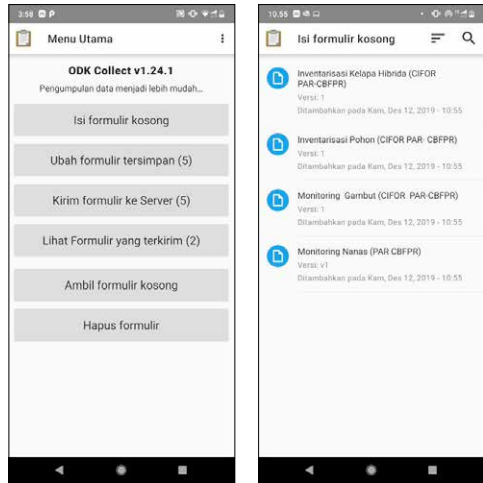 3:58
Menu Utama
ODK Collect v1.24.1
Pengumpulan data menjadi lebih mudah...
Isi formulir kosong
Ubah formulir tersimpan (5)
Kirim formulir ke Server (5)
Lihat Formulir yang terkirim (2)
Ambil formulir kosong
Hapus formulir
10.55
Isi formulir kosong
Inventarisasi Kelapa Hibrida (CIFOR
PAR-CBFPR)
Versi: 1
Ditambahkan pada Kam, Des 12, 2019 - 10:55
Inventarisasi Pohon (CIFOR PAR- CBFPR)
Versi: 1
Ditambahkan pada Kam, Des 12, 2019 - 10:55
Monitoring Gambut (CIFOR PAR-CBFPR)
Versi: 1
Ditambahkan pada Kam, Des 12, 2019 - 10:55
Monitoring Nanas (PAR CBFPR)
Versi: v1
Ditambahkan pada Kam, Des 12, 2019 - 10:55